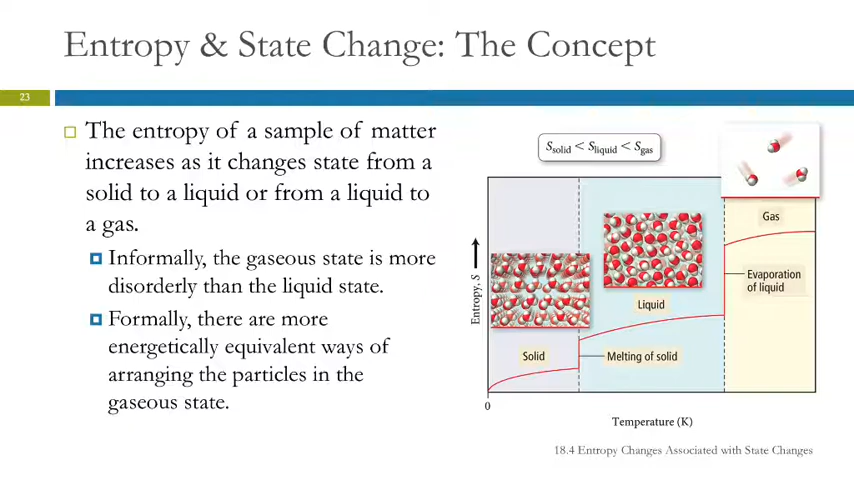 Entropy & State Change: The Concept
23
The entropy of a sample of matter
increases as it changes state from a
solid to a liquid or from a liquid to
a gas.
Informally, the gaseous state is more
disorderly than the liquid state.
Formally, there are more
energetically equivalent ways of
arranging the particles in the
gaseous state.
Ssolid < Sliquid < Sgas
Gas
Evaporation
of liquid
Liquid
Entropy, S
Solid
Melting of solid
0
Temperature (K)
18.4 Entropy Changes Associated with State Changes